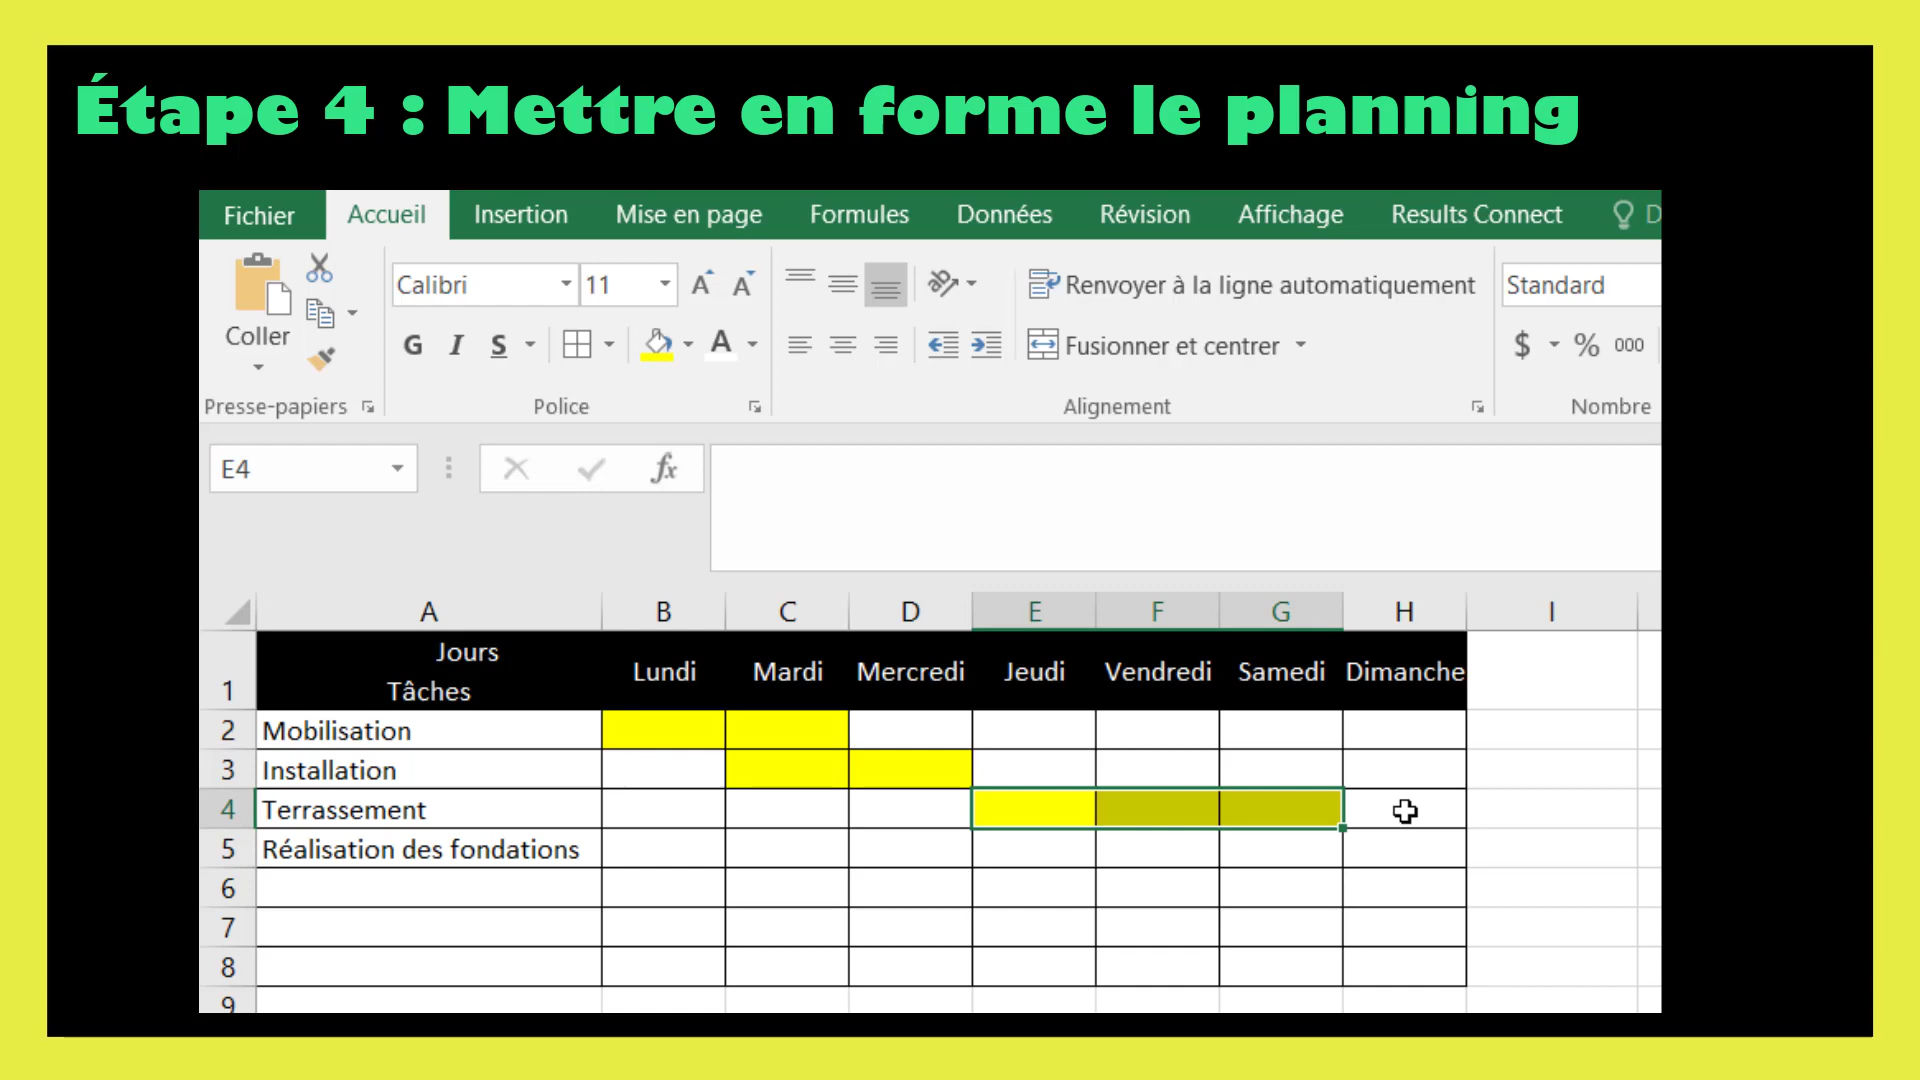 Étape 4 : Mettre en forme le planning
Fichier Accueil Insertion Mise en page Formules Données Révision Affichage Results Connect D
Calibri 11 A A Renvoyer à la ligne automatiquement Standard
Coller G I S A Fusionner et centrer $ % 000
Presse-papiers Police Alignement Nombre
E4 fx
A B C D E F G H I
1 Jours
Tâches Lundi Mardi Mercredi Jeudi Vendredi Samedi Dimanche
2 Mobilisation
3 Installation
4 Terrassement
5 Réalisation des fondations
6
7
8
9